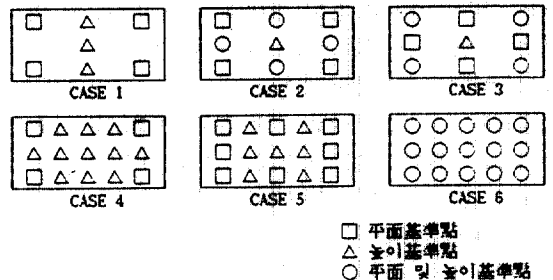 CASE 1
CASE 2
CASE 3
CASE 4
CASE 5
CASE 6
□ 平面基準點
△ 높이基準點
○ 平面 및 높이基準點